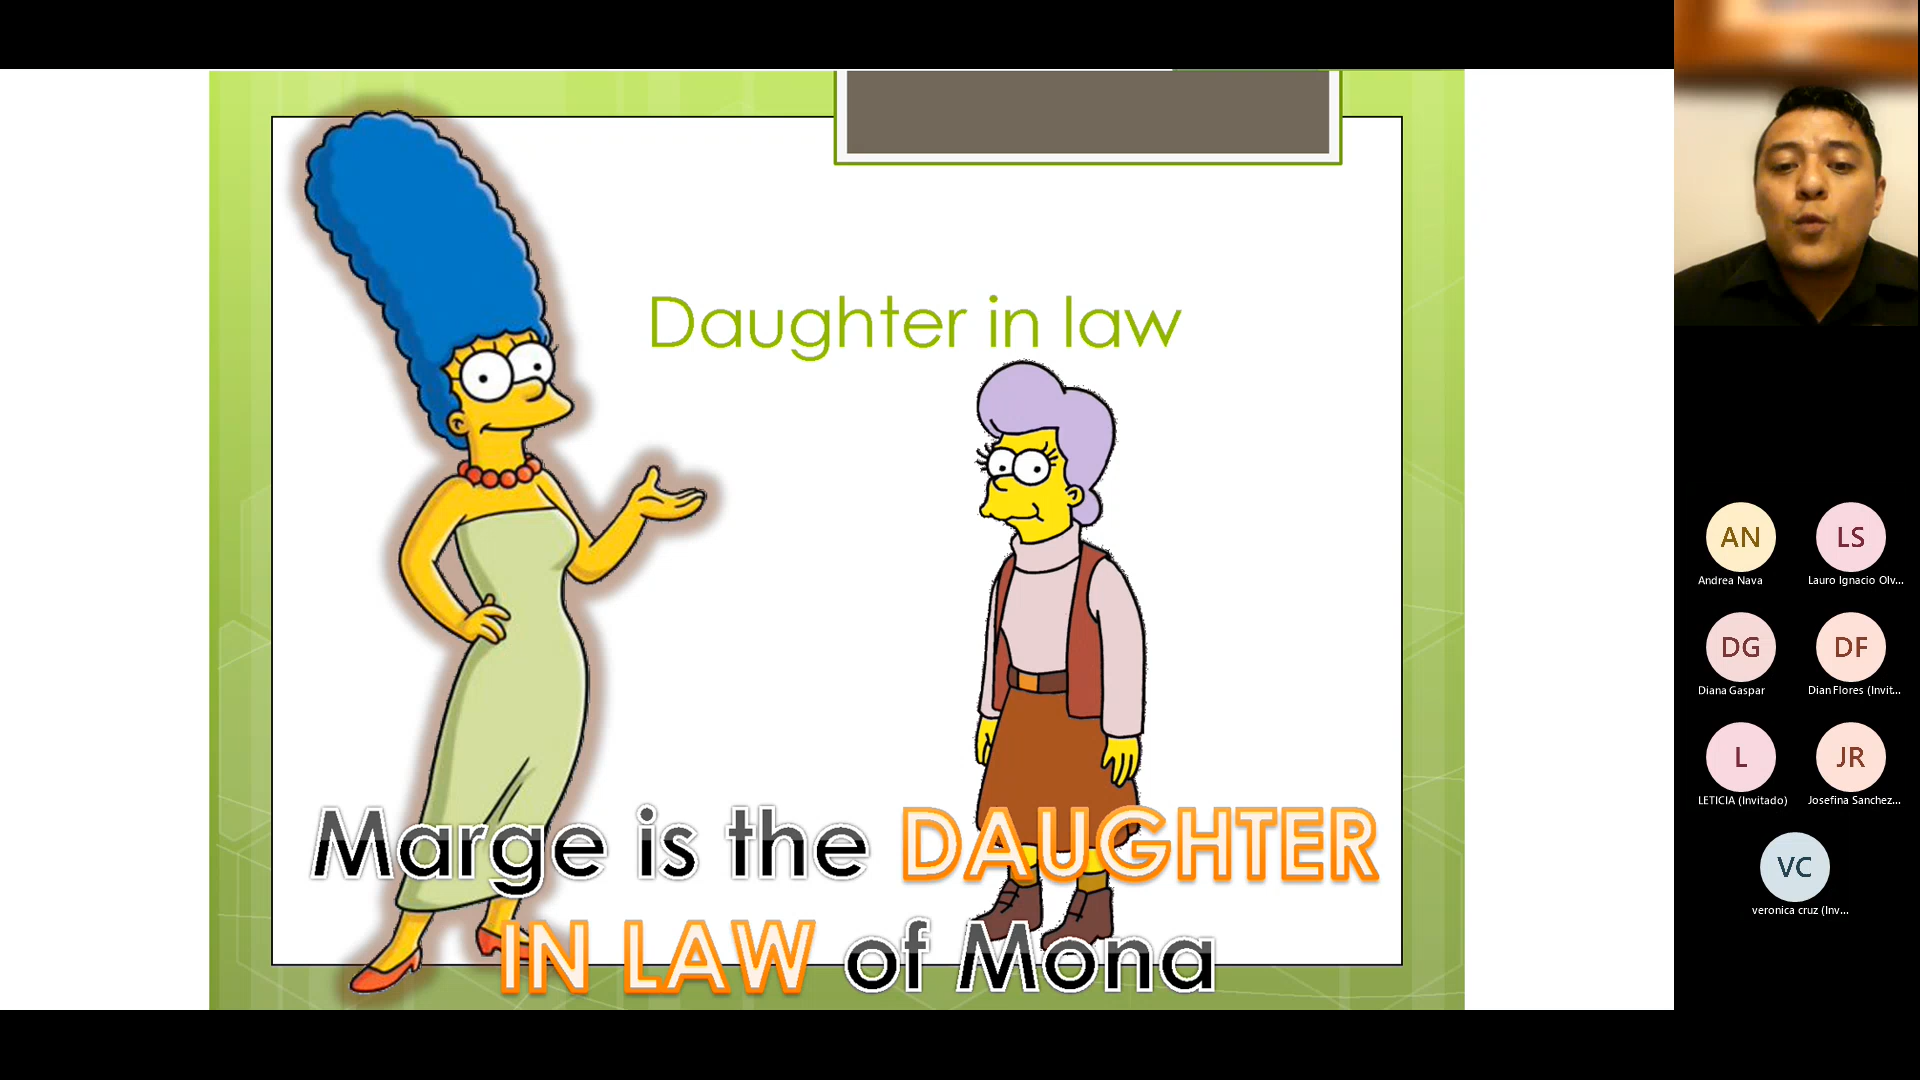 Daughter in law
Marge is the DAUGHTER
IN LAW of Mona
AN
LS
Andrea Nava
Lauro Ignacio Olv...
DG
DF
Diana Gaspar
Dian Flores (Invit...
L
JR
LETICIA (Invitado)
Josefina Sanchez...
VC
veronica cruz (Inv...